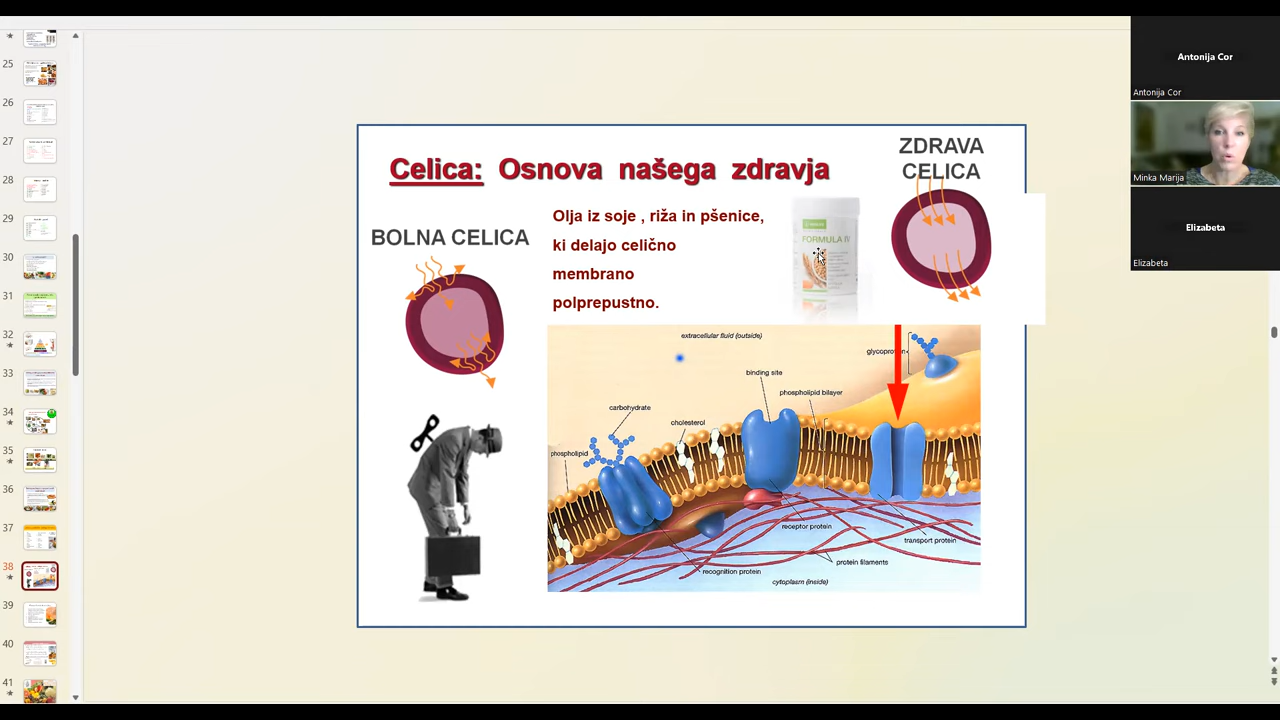 25
26
27
28
29
30
31
32
33
34
35
36
37
38
39
40
41
Celica: Osnova našega zdravja
ZDRAVA
CELICA
BOLNA CELICA
Olja iz soje , riža in pšenice,
ki delajo celično
membrano
polprepustno.
FORMULA IV
extracellular fluid (outside)
glycoprotein
binding site
phospholipid bilayer
carbohydrate
cholesterol
phospholipid
receptor protein
transport protein
protein filaments
recognition protein
cytoplasm (inside)
Antonija Cor
Antonija Cor
Minka Marija
Elizabeta
Elizabeta